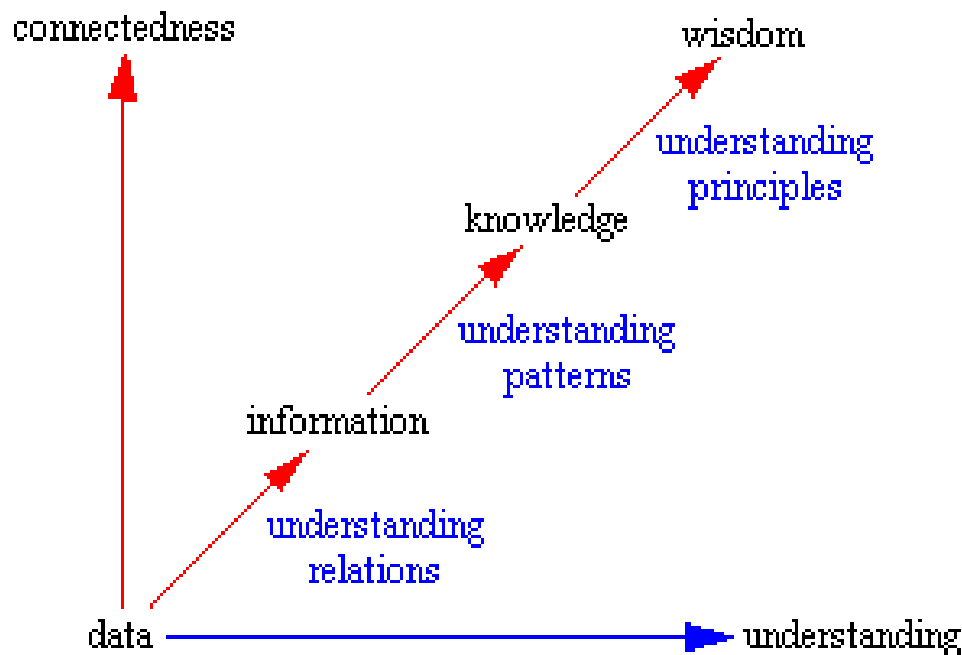 connectedness
wisdom
understanding
principles
knowledge
understanding
patterns
information
understanding
relations
data
understanding